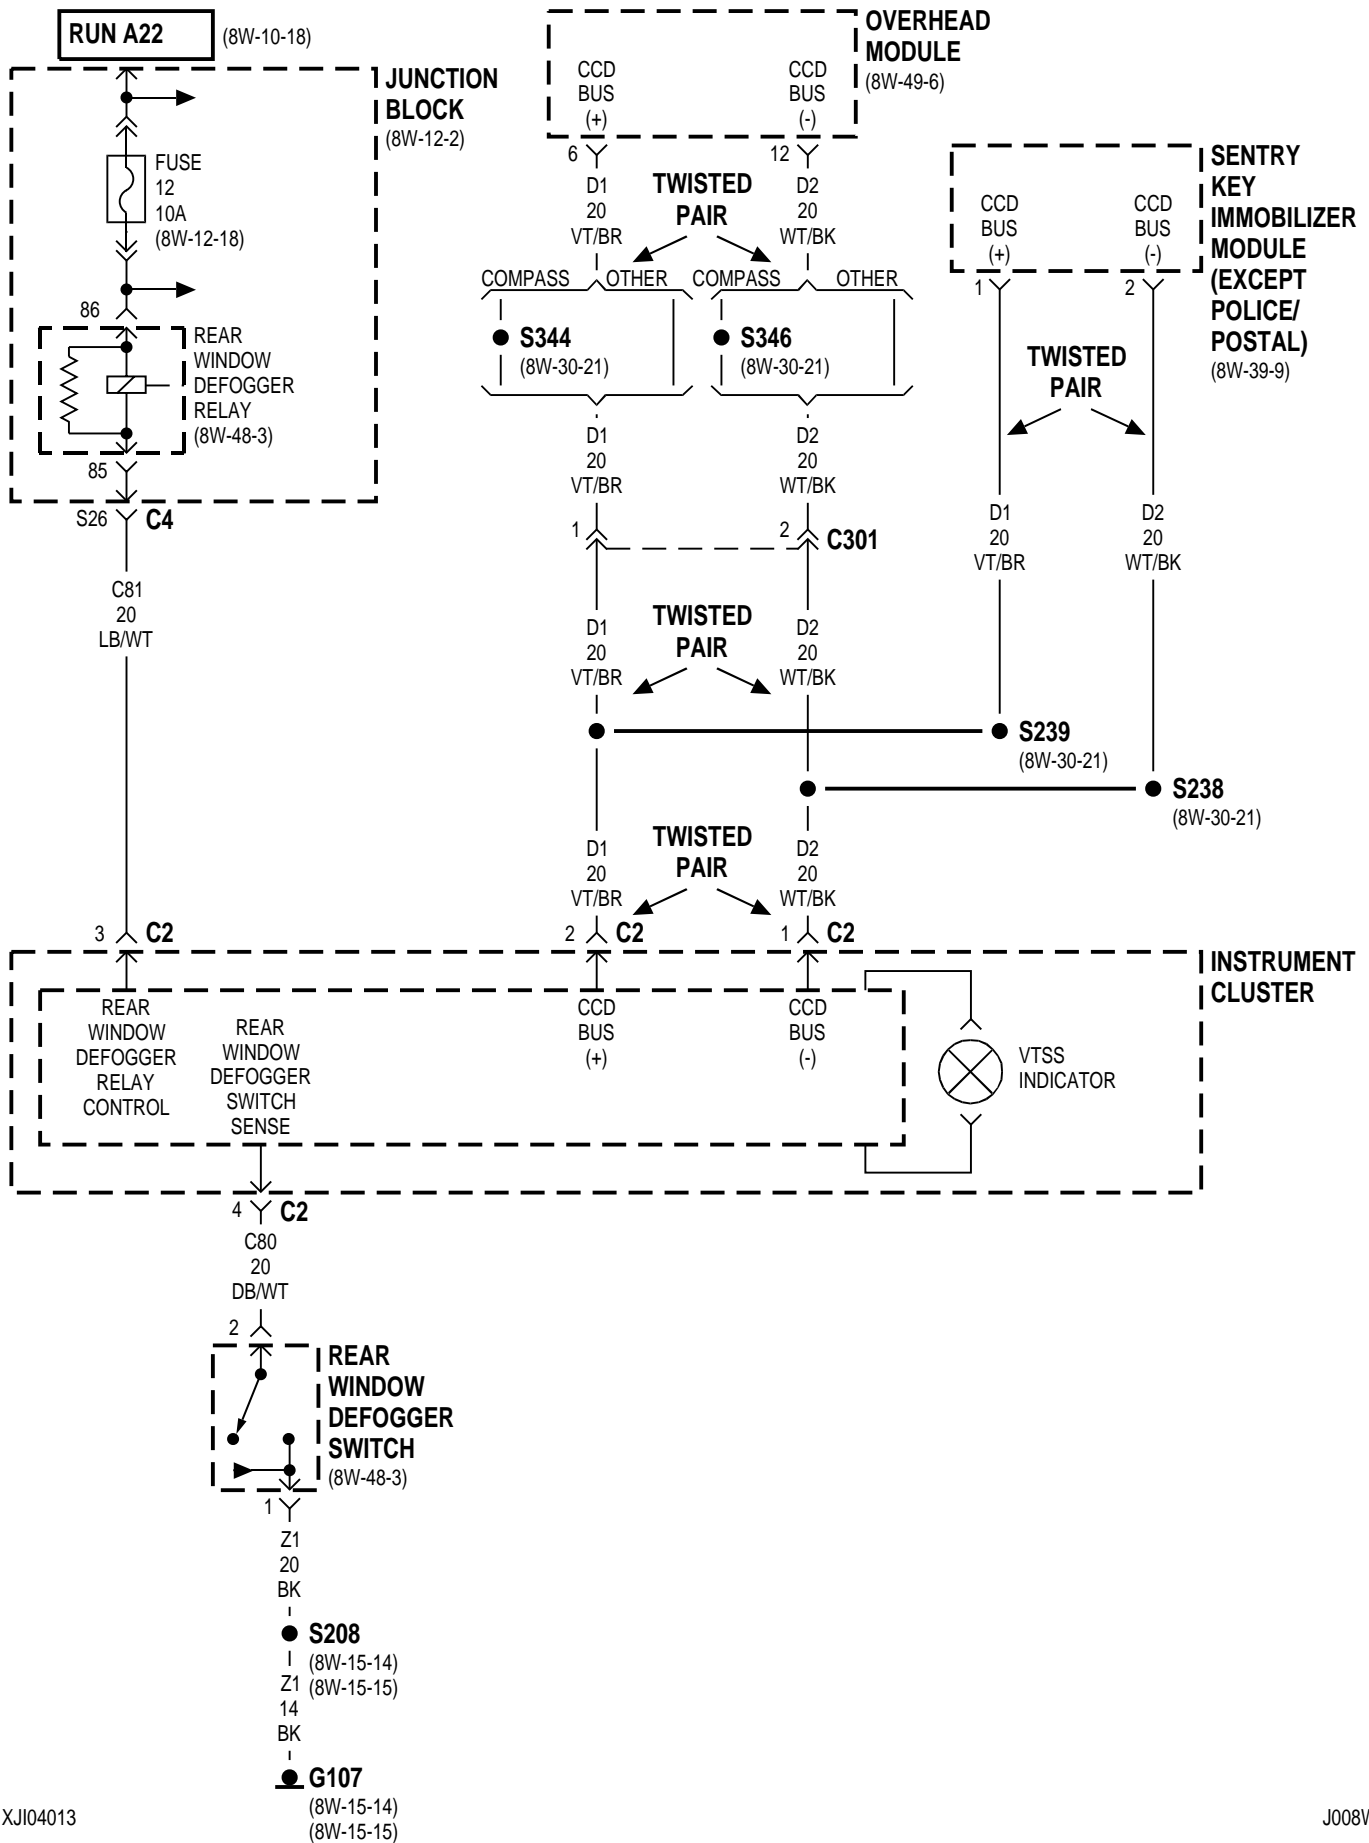 RUN A22
(8W-10-18)
JUNCTION
BLOCK
(8W-12-2)
FUSE
12
10A
(8W-12-18)
86
REAR
WINDOW
DEFOGGER
RELAY
(8W-48-3)
85
S26
C4
C81
20
LB/WT
OVERHEAD
MODULE
(8W-49-6)
CCD
BUS
(+)
CCD
BUS
(-)
6
12
D1
20
VT/BR
TWISTED
PAIR
D2
20
WT/BK
COMPASS
OTHER
COMPASS
OTHER
S344
(8W-30-21)
S346
(8W-30-21)
D1
20
VT/BR
D2
20
WT/BK
1
2
C301
SENTRY
KEY
IMMOBILIZER
MODULE
(EXCEPT
POLICE/
POSTAL)
(8W-39-9)
CCD
BUS
(+)
CCD
BUS
(-)
1
2
TWISTED
PAIR
D1
20
VT/BR
D2
20
WT/BK
D1
20
VT/BR
TWISTED
PAIR
D2
20
WT/BK
S239
(8W-30-21)
S238
(8W-30-21)
D1
20
VT/BR
TWISTED
PAIR
D2
20
WT/BK
3
C2
2
C2
1
C2
INSTRUMENT
CLUSTER
REAR
WINDOW
DEFOGGER
RELAY
CONTROL
REAR
WINDOW
DEFOGGER
SWITCH
SENSE
CCD
BUS
(+)
CCD
BUS
(-)
VTSS
INDICATOR
4
C2
C80
20
DB/WT
2
REAR
WINDOW
DEFOGGER
SWITCH
(8W-48-3)
1
Z1
20
BK
S208
(8W-15-14)
(8W-15-15)
Z1
14
BK
G107
(8W-15-14)
(8W-15-15)
XJI04013
J008W